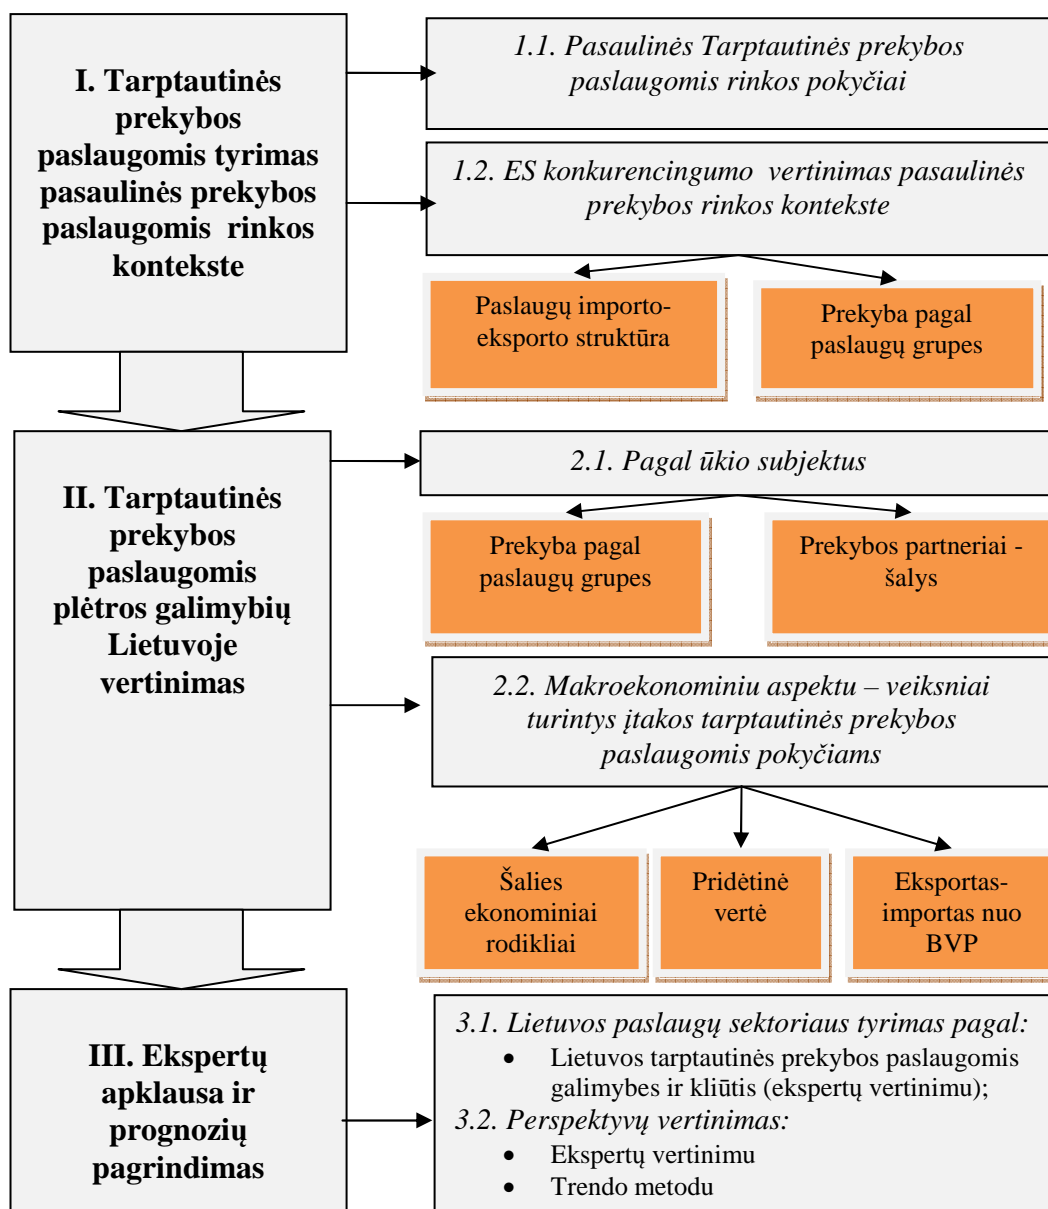 I. Tarptautinės
prekybos
paslaugomis tyrimas
pasaulinės prekybos
paslaugomis rinkos
kontekste
1.1. Pasaulinės Tarptautinės prekybos
paslaugomis rinkos pokyčiai
1.2. ES konkurencingumo vertinimas pasaulinės
prekybos rinkos kontekste
Paslaugų importo-
eksporto struktūra
Prekyba pagal
paslaugų grupes
II. Tarptautinės
prekybos
paslaugomis
plėtros galimybių
Lietuvoje
vertinimas
2.1. Pagal ūkio subjektus
Prekyba pagal
paslaugų grupes
Prekybos partneriai -
šalys
2.2. Makroekonominiu aspektu – veiksniai
turintys įtakos tarptautinės prekybos
paslaugomis pokyčiams
Šalies
ekonominiai
rodikliai
Pridėtinė
vertė
Eksportas-
importas nuo
BVP
III. Ekspertų
apklausa ir
prognozių
pagrindimas
3.1. Lietuvos paslaugų sektoriaus tyrimas pagal:
• Lietuvos tarptautinės prekybos paslaugomis
galimybes ir kliūtis (ekspertų vertinimu);
3.2. Perspektyvų vertinimas:
• Ekspertų vertinimu
• Trendo metodu